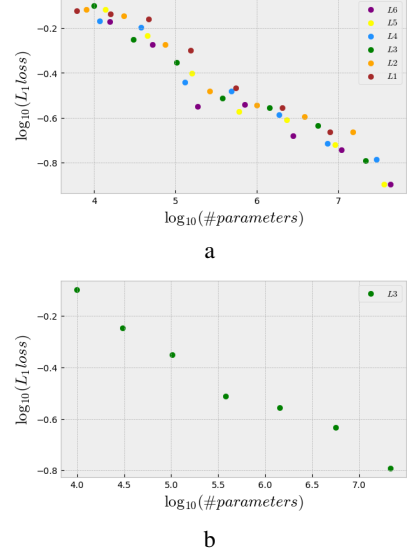 −0.2
−0.4
−0.6
−0.8
log₁₀(L₁ loss)
4
5
6
7
log₁₀(#parameters)
L6
L5
L4
L3
L2
L1
a
−0.2
−0.4
−0.6
−0.8
log₁₀(L₁ loss)
4.0
4.5
5.0
5.5
6.0
6.5
7.0
log₁₀(#parameters)
L3
b